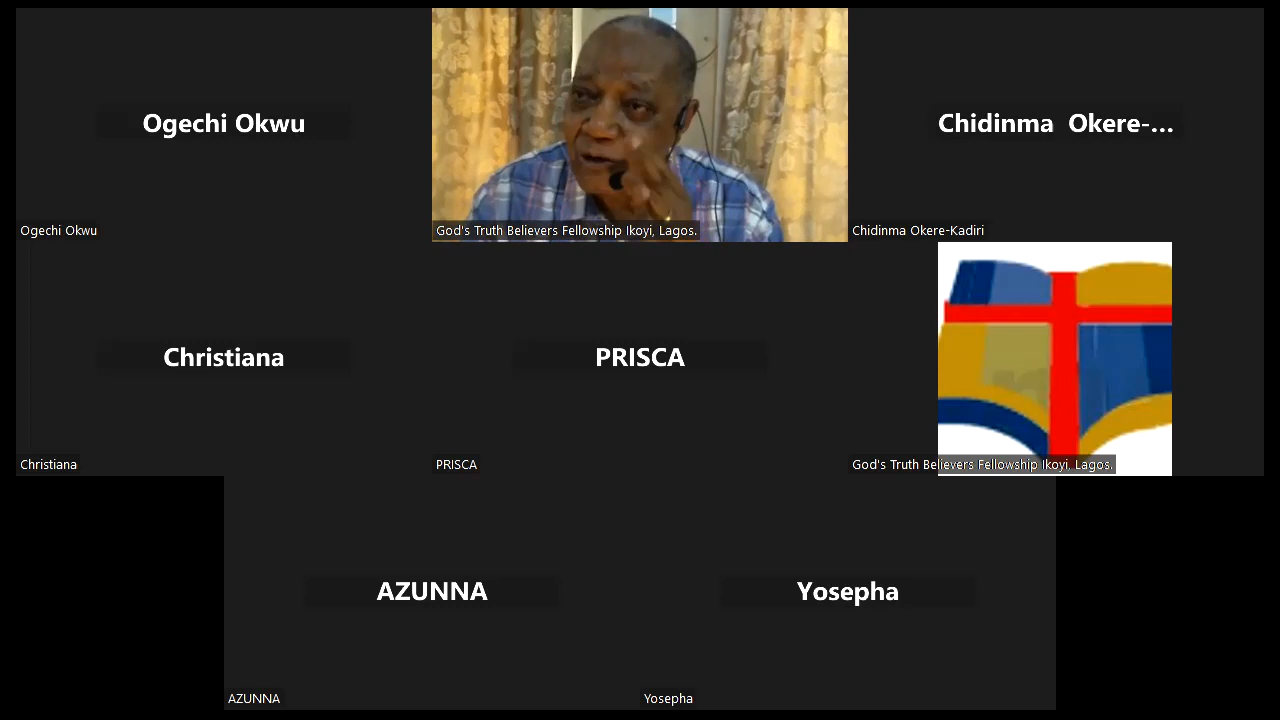 Ogechi Okwu
Ogechi Okwu
God's Truth Believers Fellowship Ikoyi, Lagos.
Chidinma Okere-...
Chidinma Okere-Kadiri
Christiana
Christiana
PRISCA
PRISCA
God's Truth Believers Fellowship Ikoyi, Lagos.
AZUNNA
AZUNNA
Yosepha
Yosepha